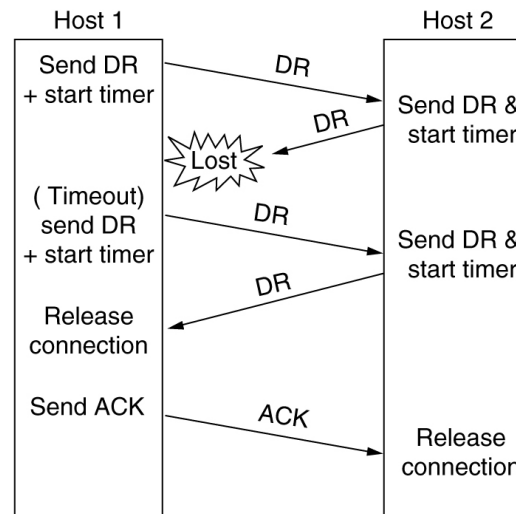 Host 1
Host 2
Send DR
+ start timer
DR
Send DR &
start timer
DR
Lost
( Timeout)
send DR
+ start timer
DR
Send DR &
start timer
DR
Release
connection
Send ACK
ACK
Release
connection